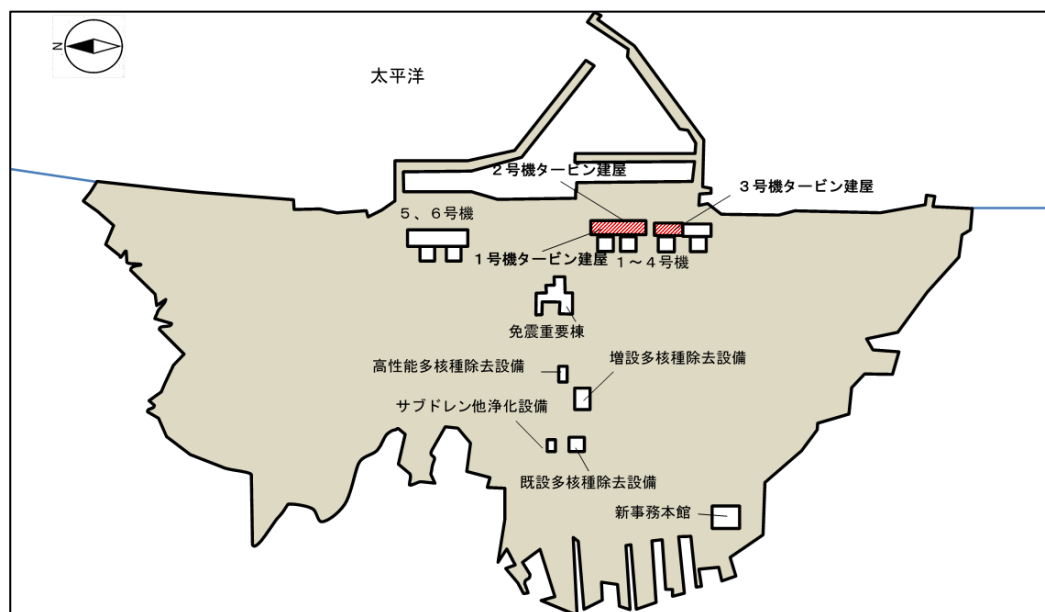 N
太平洋
２号機タービン建屋
３号機タービン建屋
５、６号機
１号機タービン建屋
１～４号機
免震重要棟
高性能多核種除去設備
増設多核種除去設備
サブドレン他浄化設備
既設多核種除去設備
新事務本館